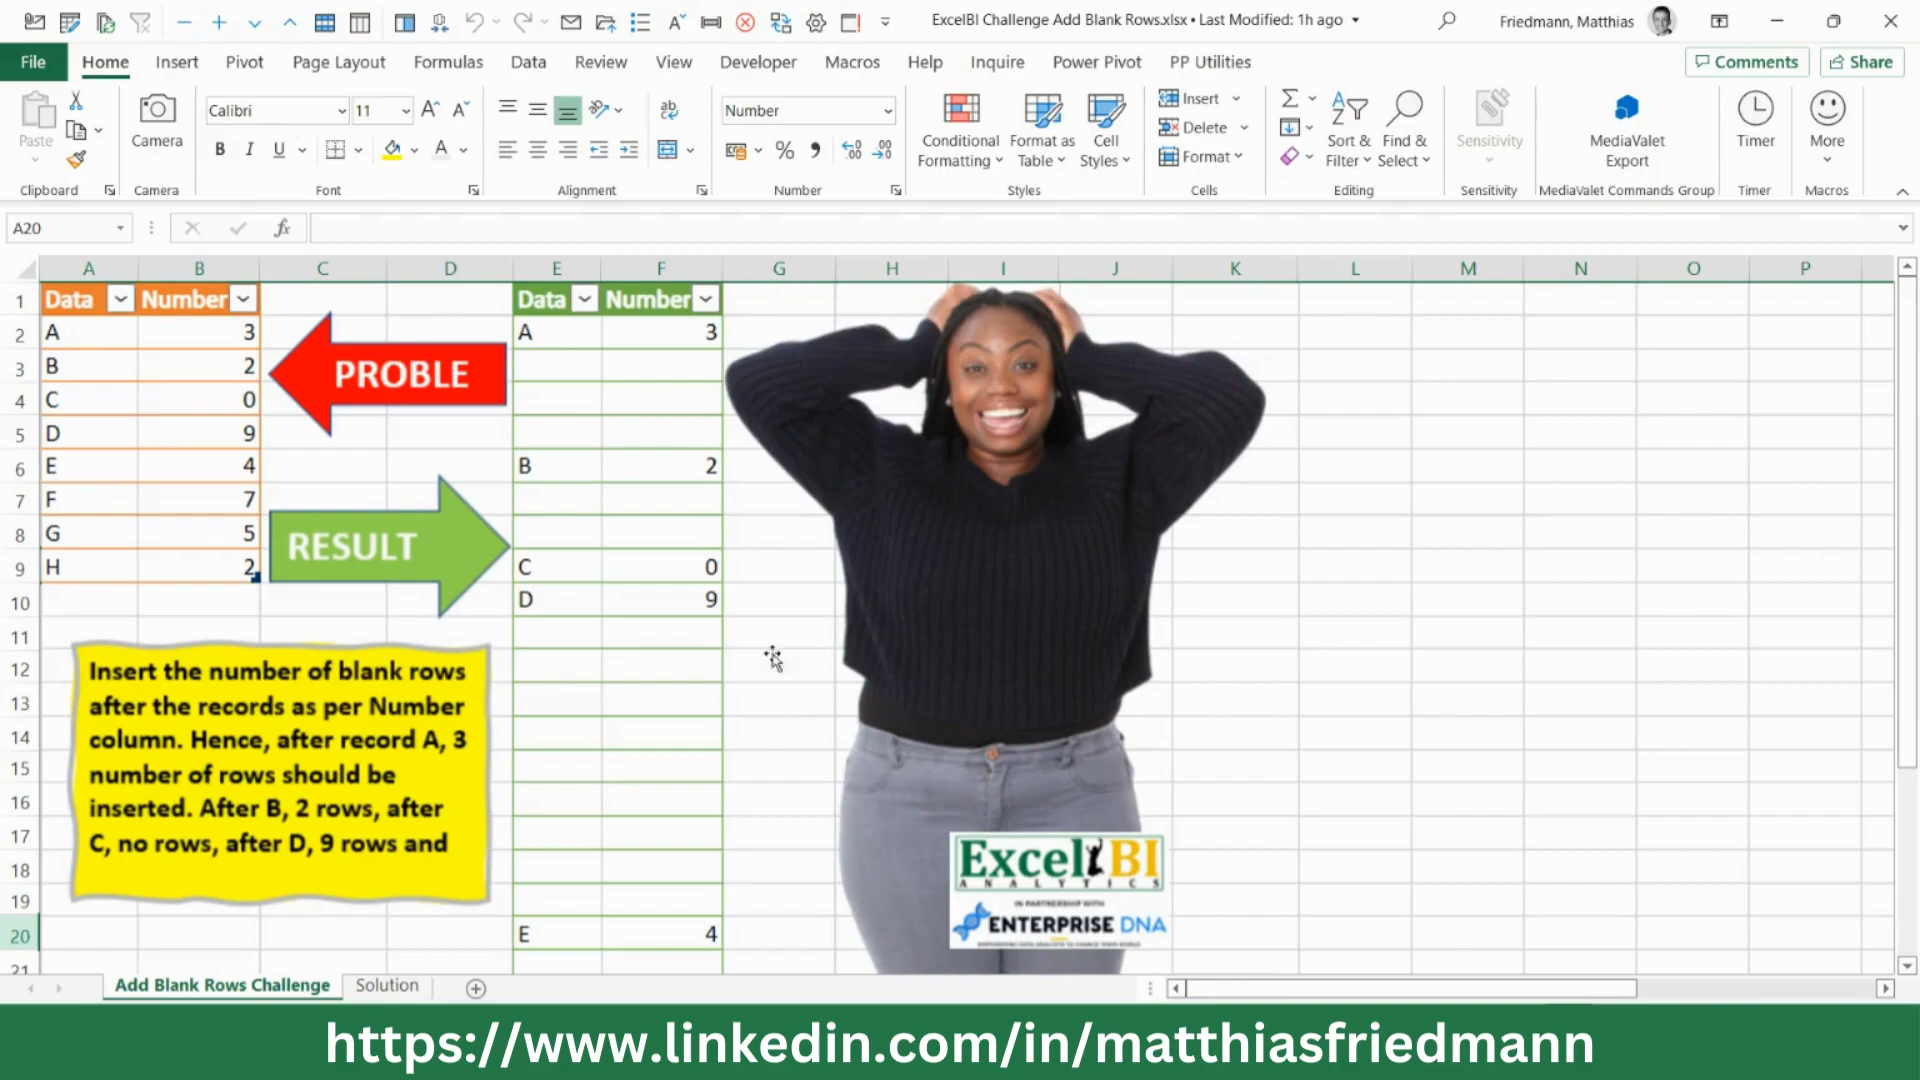 ExcelBI Challenge Add Blank Rows.xlsx • Last Modified: 1h ago
Friedmann, Matthias
File Home Insert Pivot Page Layout Formulas Data Review View Developer Macros Help Inquire Power Pivot PP Utilities
Comments Share
Paste
Camera
Calibri 11
B I U A
ab
Number
%
Conditional Formatting
Format as Table
Cell Styles
Insert
Delete
Format
Sort & Filter
Find & Select
Sensitivity
MediaValet Export
Timer
More
Clipboard Camera Font Alignment Number Styles Cells Editing Sensitivity MediaValet Commands Group Timer Macros
A20
fx
A B C D E F G H I J K L M N O P
1 Data Number Data Number
2 A 3 A 3
3 B 2
4 C 0
5 D 9
6 E 4 B 2
7 F 7
8 G 5
9 H 2 C 0
10 D 9
11
12
13
14
15
16
17
18
19
20 E 4
21
PROBLE
RESULT
Insert the number of blank rows
after the records as per Number
column. Hence, after record A, 3
number of rows should be
inserted. After B, 2 rows, after
C, no rows, after D, 9 rows and
Excel BI
ANALYTICS
IN PARTNERSHIP WITH
ENTERPRISE DNA
Add Blank Rows Challenge Solution
https://www.linkedin.com/in/matthiasfriedmann